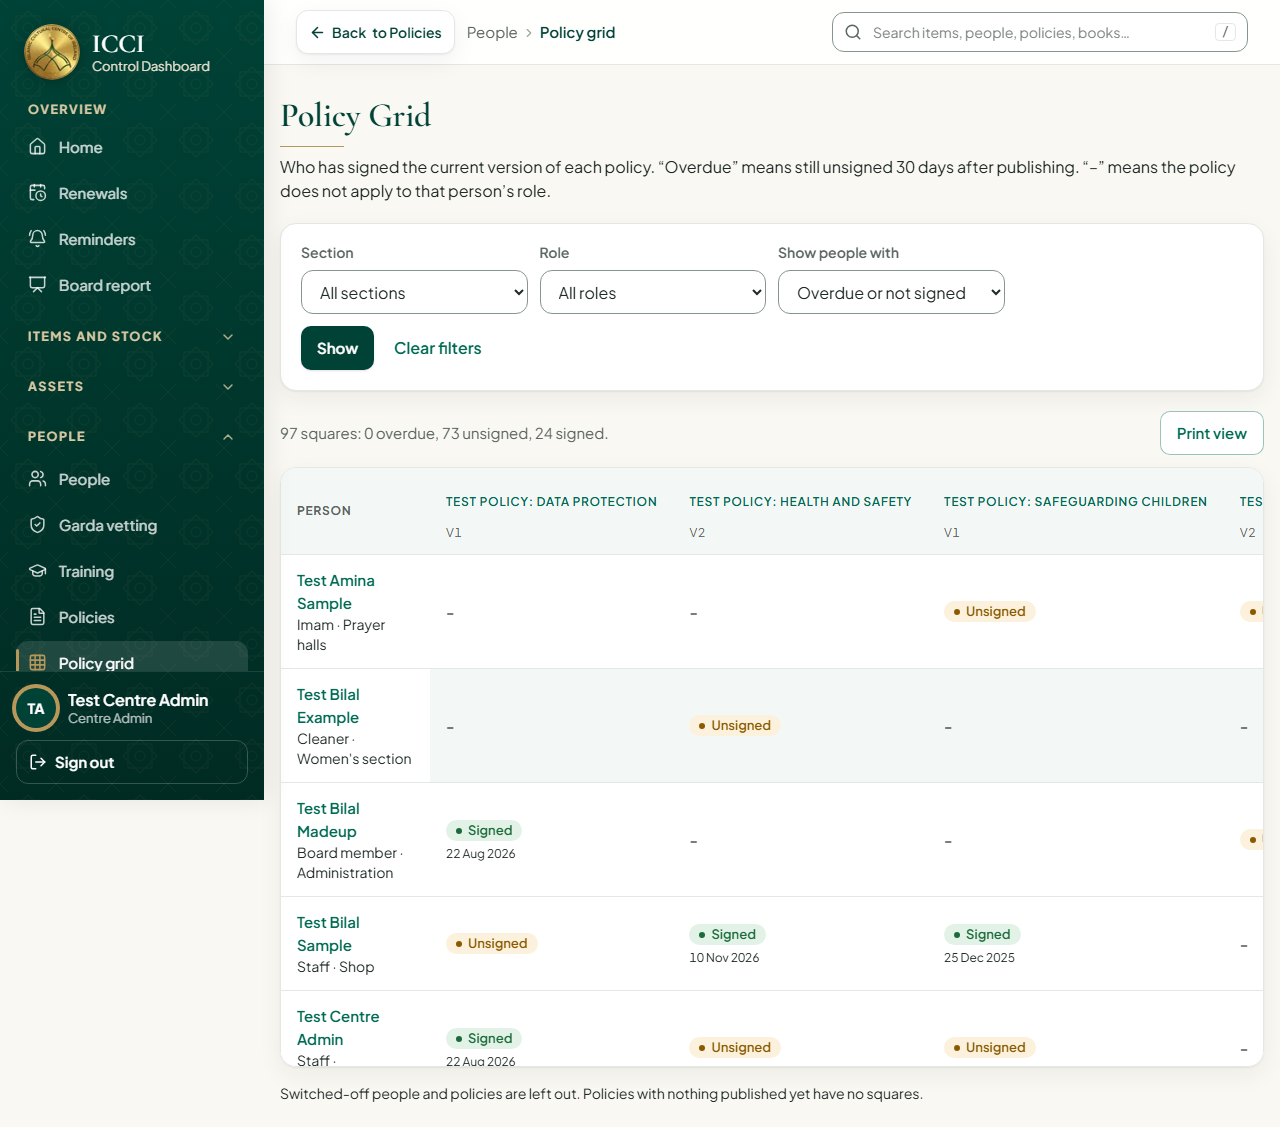 ICCI
Control Dashboard
OVERVIEW
Home
Renewals
Reminders
Board report
ITEMS AND STOCK
ASSETS
PEOPLE
People
Garda vetting
Training
Policies
Policy grid
TA
Test Centre Admin
Centre Admin
Sign out
Back to Policies
People › Policy grid
Search items, people, policies, books…
/
Policy Grid
Who has signed the current version of each policy. “Overdue” means still unsigned 30 days after publishing. “–” means the policy
does not apply to that person’s role.
Section
Role
Show people with
All sections
All roles
Overdue or not signed
Show
Clear filters
97 squares: 0 overdue, 73 unsigned, 24 signed.
Print view
PERSON
TEST POLICY: DATA PROTECTION
V1
TEST POLICY: HEALTH AND SAFETY
V2
TEST POLICY: SAFEGUARDING CHILDREN
V1
TES
V2
Test Amina
Sample
Imam · Prayer
halls
–
–
Unsigned
Test Bilal
Example
Cleaner ·
Women's section
–
Unsigned
–
–
Test Bilal
Madeup
Board member ·
Administration
Signed
22 Aug 2026
–
–
Test Bilal
Sample
Staff · Shop
Unsigned
Signed
10 Nov 2026
Signed
25 Dec 2025
–
Test Centre
Admin
Staff ·
Signed
22 Aug 2026
Unsigned
Unsigned
–
Switched-off people and policies are left out. Policies with nothing published yet have no squares.